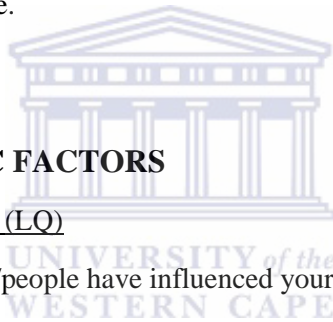 e.
C FACTORS
(LQ)
UNIVERSITY of the
/people have influenced your
WESTERN CAPE